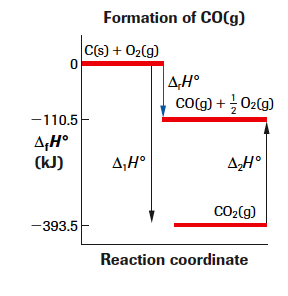 Formation of CO(g)
C(s) + O₂(g)
0
ΔᵣH°
CO(g) + ½ O₂(g)
−110.5
ΔfH°
(kJ)
Δ₁H°
Δ₂H°
CO₂(g)
−393.5
Reaction coordinate